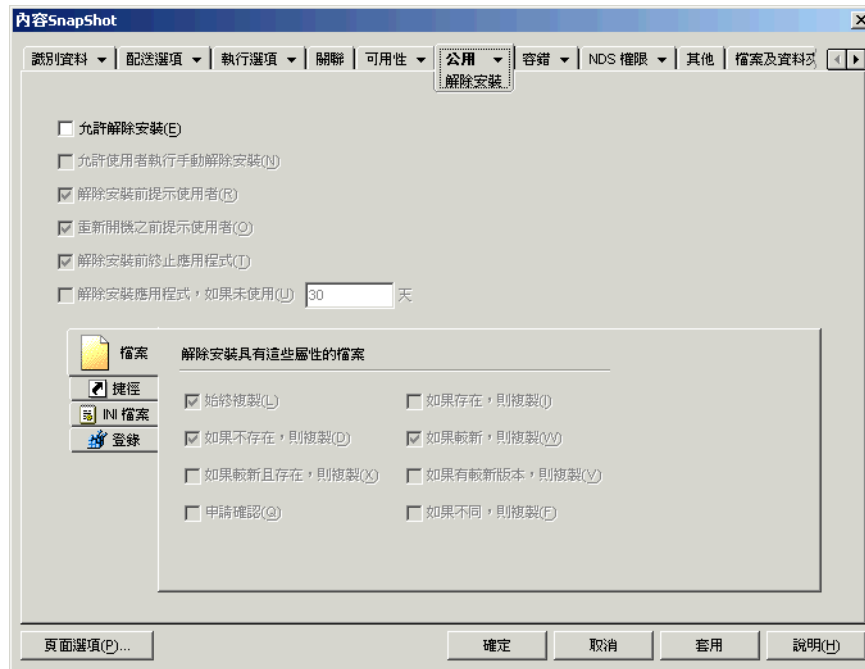 內容SnapShot
識別資料 配送選項 執行選項 關聯 可用性 公用 容錯 NDS 權限 其他 檔案及資料
解除安裝
允許解除安裝(E)
允許使用者執行手動解除安裝(N)
解除安裝前提示使用者(R)
重新開機之前提示使用者(O)
解除安裝前終止應用程式(T)
解除安裝應用程式，如果未使用(U) 30 天
檔案
捷徑
INI 檔案
登錄
解除安裝具有這些屬性的檔案
始終複製(L) 如果存在，則複製(I)
如果不存在，則複製(D) 如果較新，則複製(W)
如果較新且存在，則複製(X) 如果有較新版本，則複製(V)
申請確認(Q) 如果不同，則複製(F)
頁面選項(P)... 確定 取消 套用 說明(H)